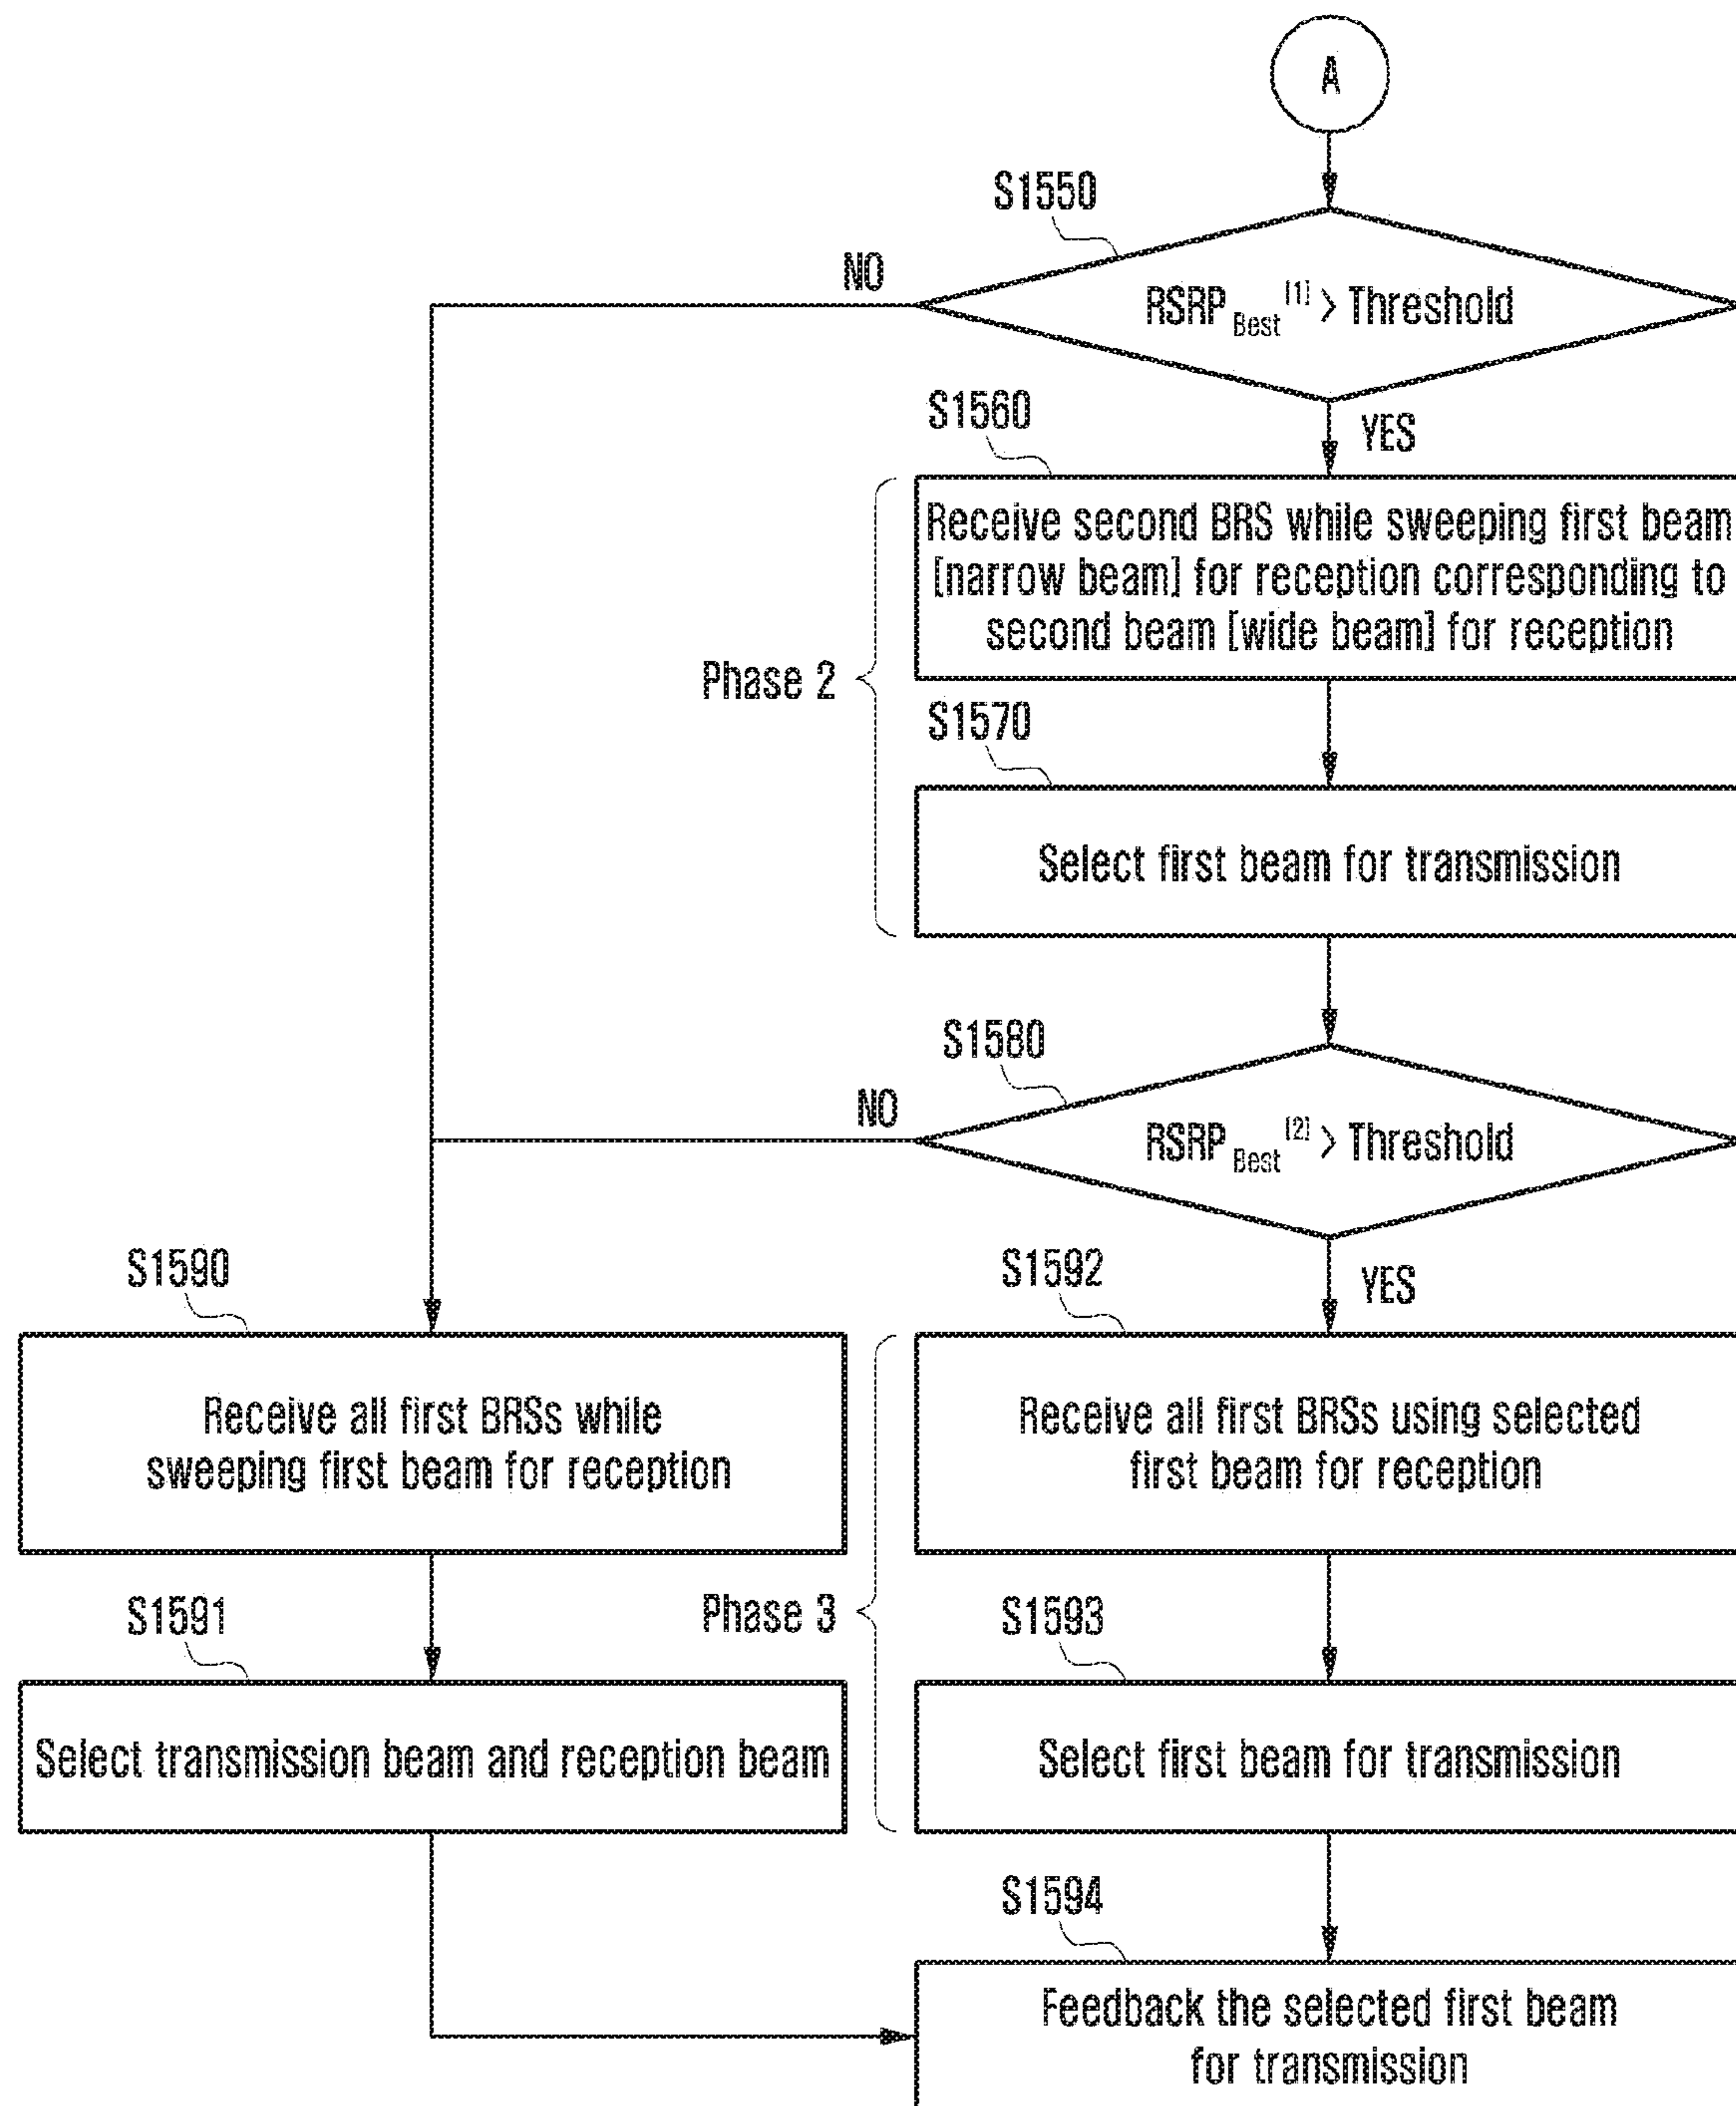 A
S1550
NO
RSRP Best [1] > Threshold
S1560
YES
Receive second BRS while sweeping first beam
[narrow beam] for reception corresponding to
second beam [wide beam] for reception
Phase 2
S1570
Select first beam for transmission
S1580
NO
RSRP Best [2] > Threshold
S1590
S1592
YES
Receive all first BRSs while
sweeping first beam for reception
Receive all first BRSs using selected
first beam for reception
S1591
Phase 3
S1593
Select transmission beam and reception beam
Select first beam for transmission
S1594
Feedback the selected first beam
for transmission